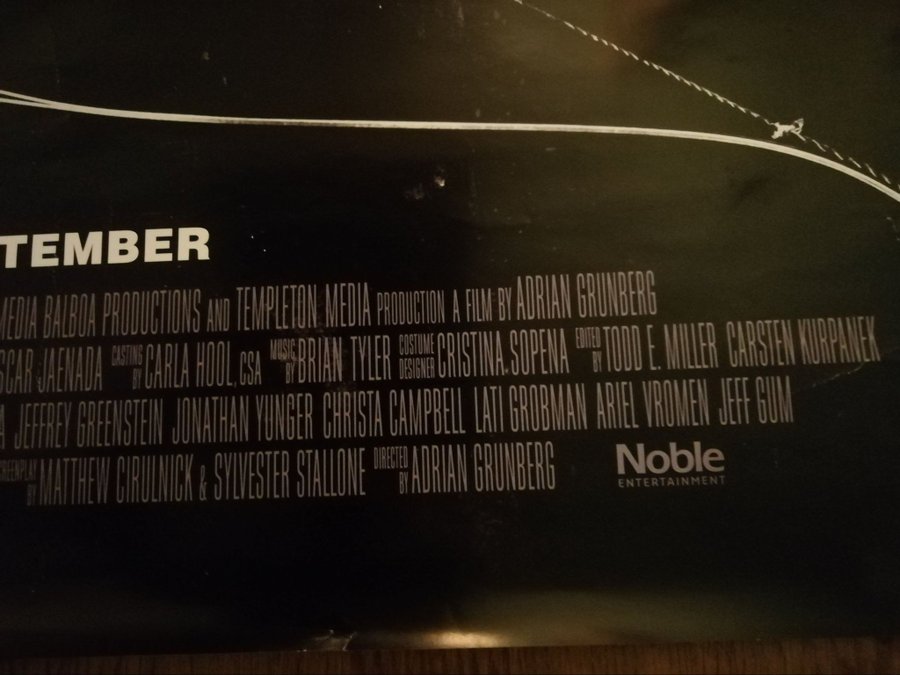 TEMBER
MEDIA BALBOA PRODUCTIONS AND TEMPLETON MEDIA PRODUCTION A FILM BY ADRIAN GRUNBERG
SCAR JAENADA CASTING BY CARLA HOOL, CSA MUSIC BY BRIAN TYLER COSTUME DESIGNER CRISTINA SOPENA EDITED BY TODD E. MILLER CARSTEN KURPANEK
A JEFFREY GREENSTEIN JONATHAN YUNGER CHRISTA CAMPBELL LATI GROBMAN ARIEL VROMEN JEFF GUM
CREENPLAY BY MATTHEW CIRULNICK & SYLVESTER STALLONE DIRECTED BY ADRIAN GRUNBERG
Noble
ENTERTAINMENT